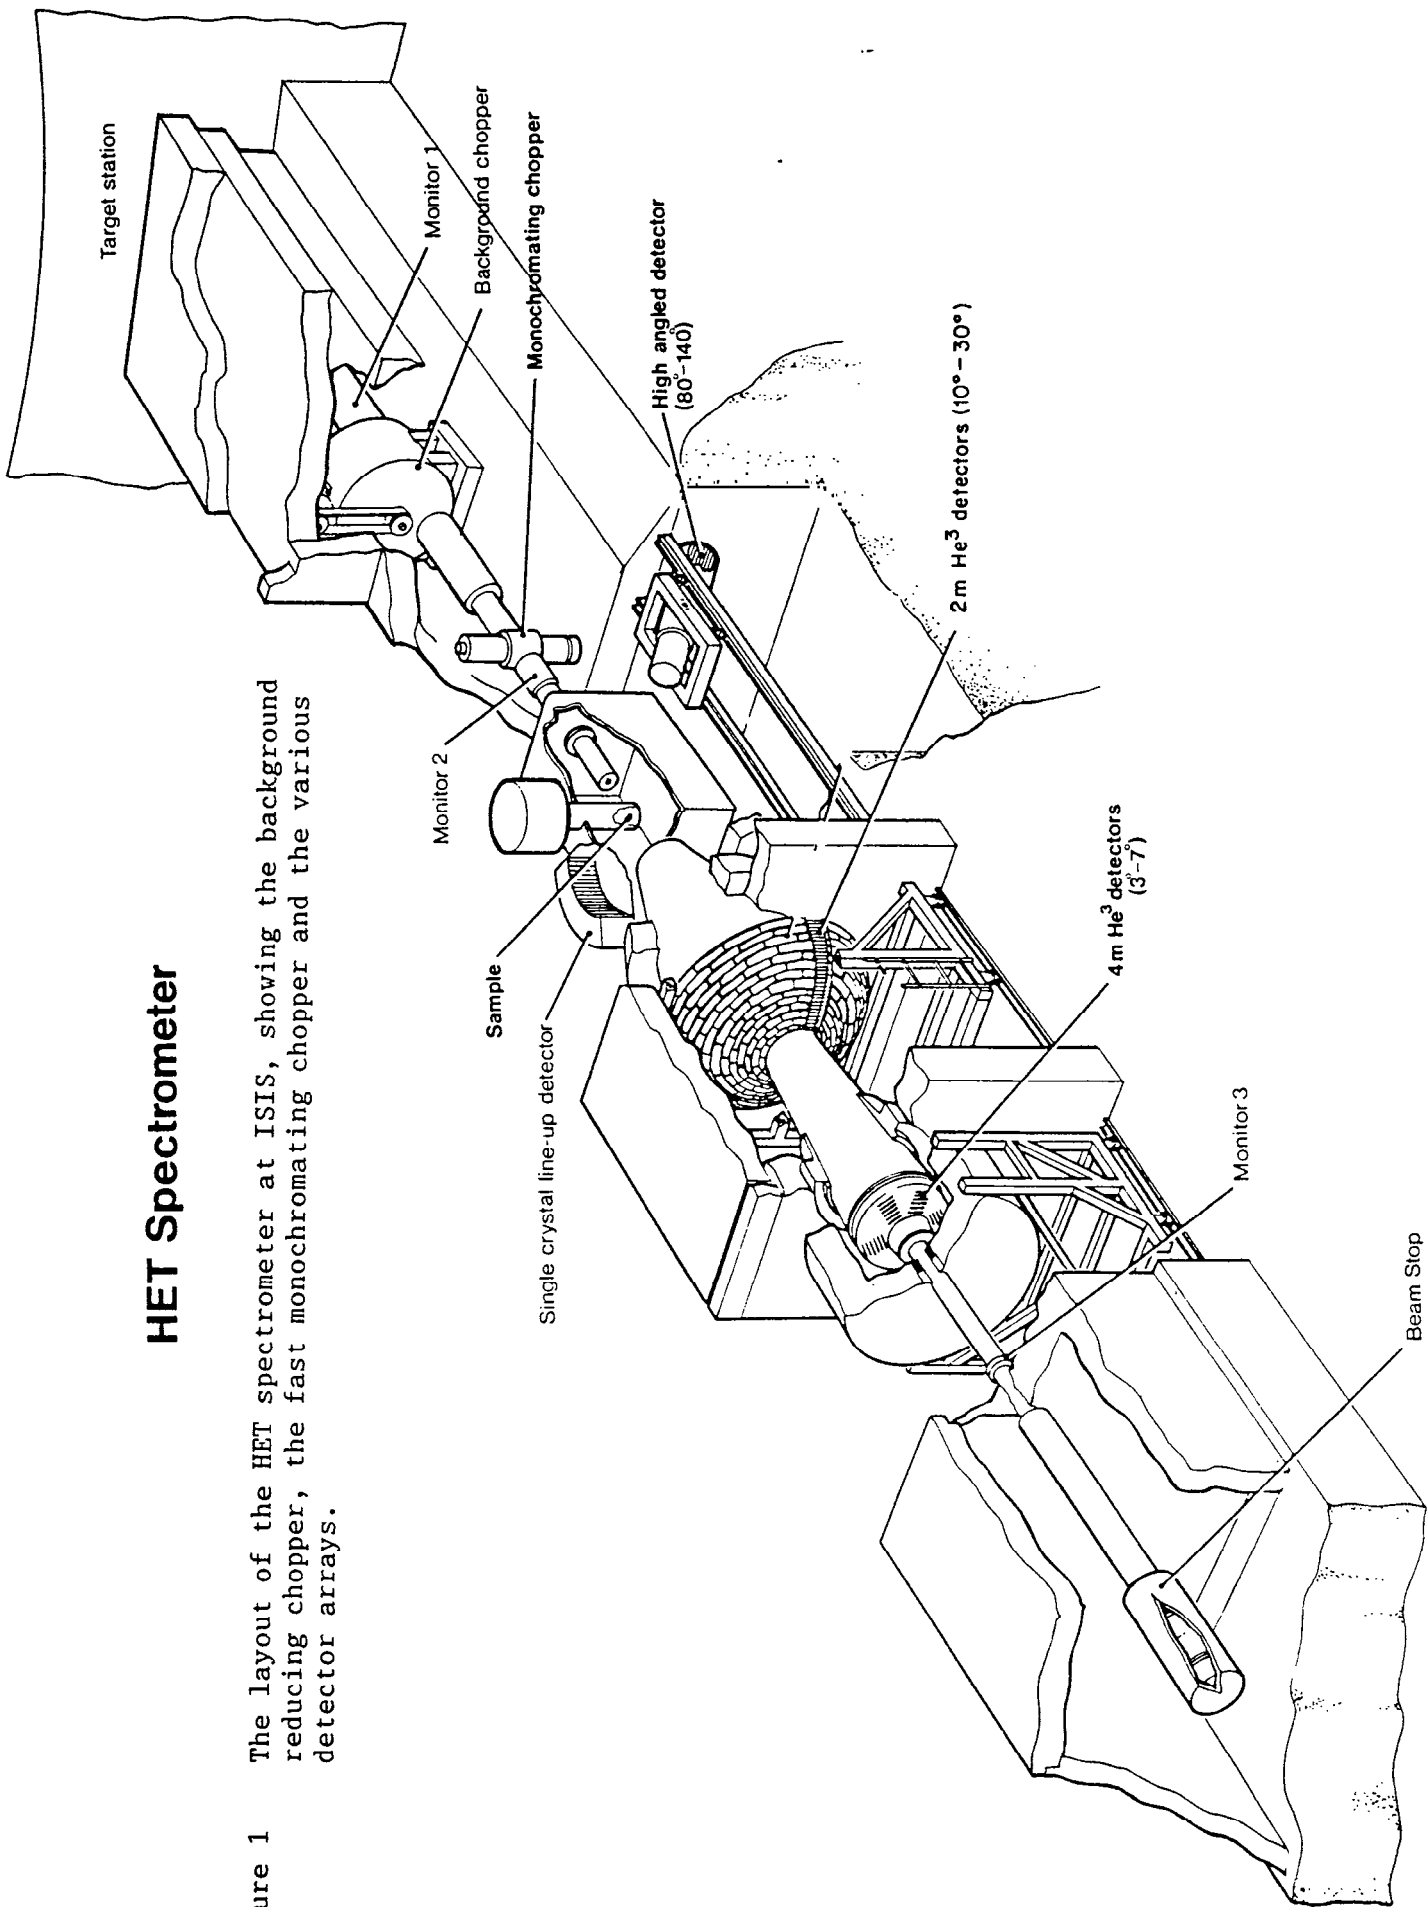 HET Spectrometer
ure 1 The layout of the HET spectrometer at ISIS, showing the background
reducing chopper, the fast monochromating chopper and the various
detector arrays.
Target station
Monitor 1
Background chopper
Monochromating chopper
High angled detector
(80°-140°)
2m He³ detectors (10°-30°)
Monitor 2
Sample
Single crystal line-up detector
4m He³ detectors
(3°-7°)
Monitor 3
Beam Stop